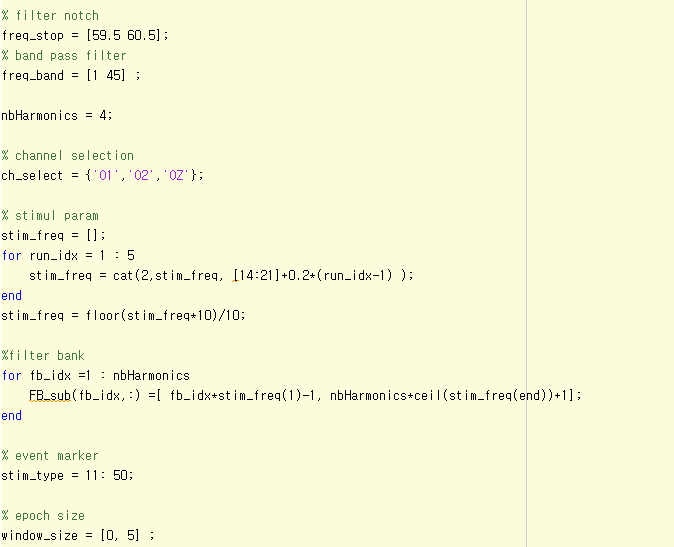 % filter notch
freq_stop = [59.5 60.5];
% band pass filter
freq_band = [1 45] ;
nbHarmonics = 4;
% channel selection
ch_select = {'O1','O2','OZ'};
% stimul param
stim_freq = [];
for run_idx = 1 : 5
stim_freq = cat(2,stim_freq, [14:21]+0.2*(run_idx-1) );
end
stim_freq = floor(stim_freq*10)/10;
%filter bank
for fb_idx =1 : nbHarmonics
FB_sub(fb_idx,:) =[ fb_idx*stim_freq(1)-1, nbHarmonics*ceil(stim_freq(end))+1];
end
% event marker
stim_type = 11: 50;
% epoch size
window_size = [0, 5] ;